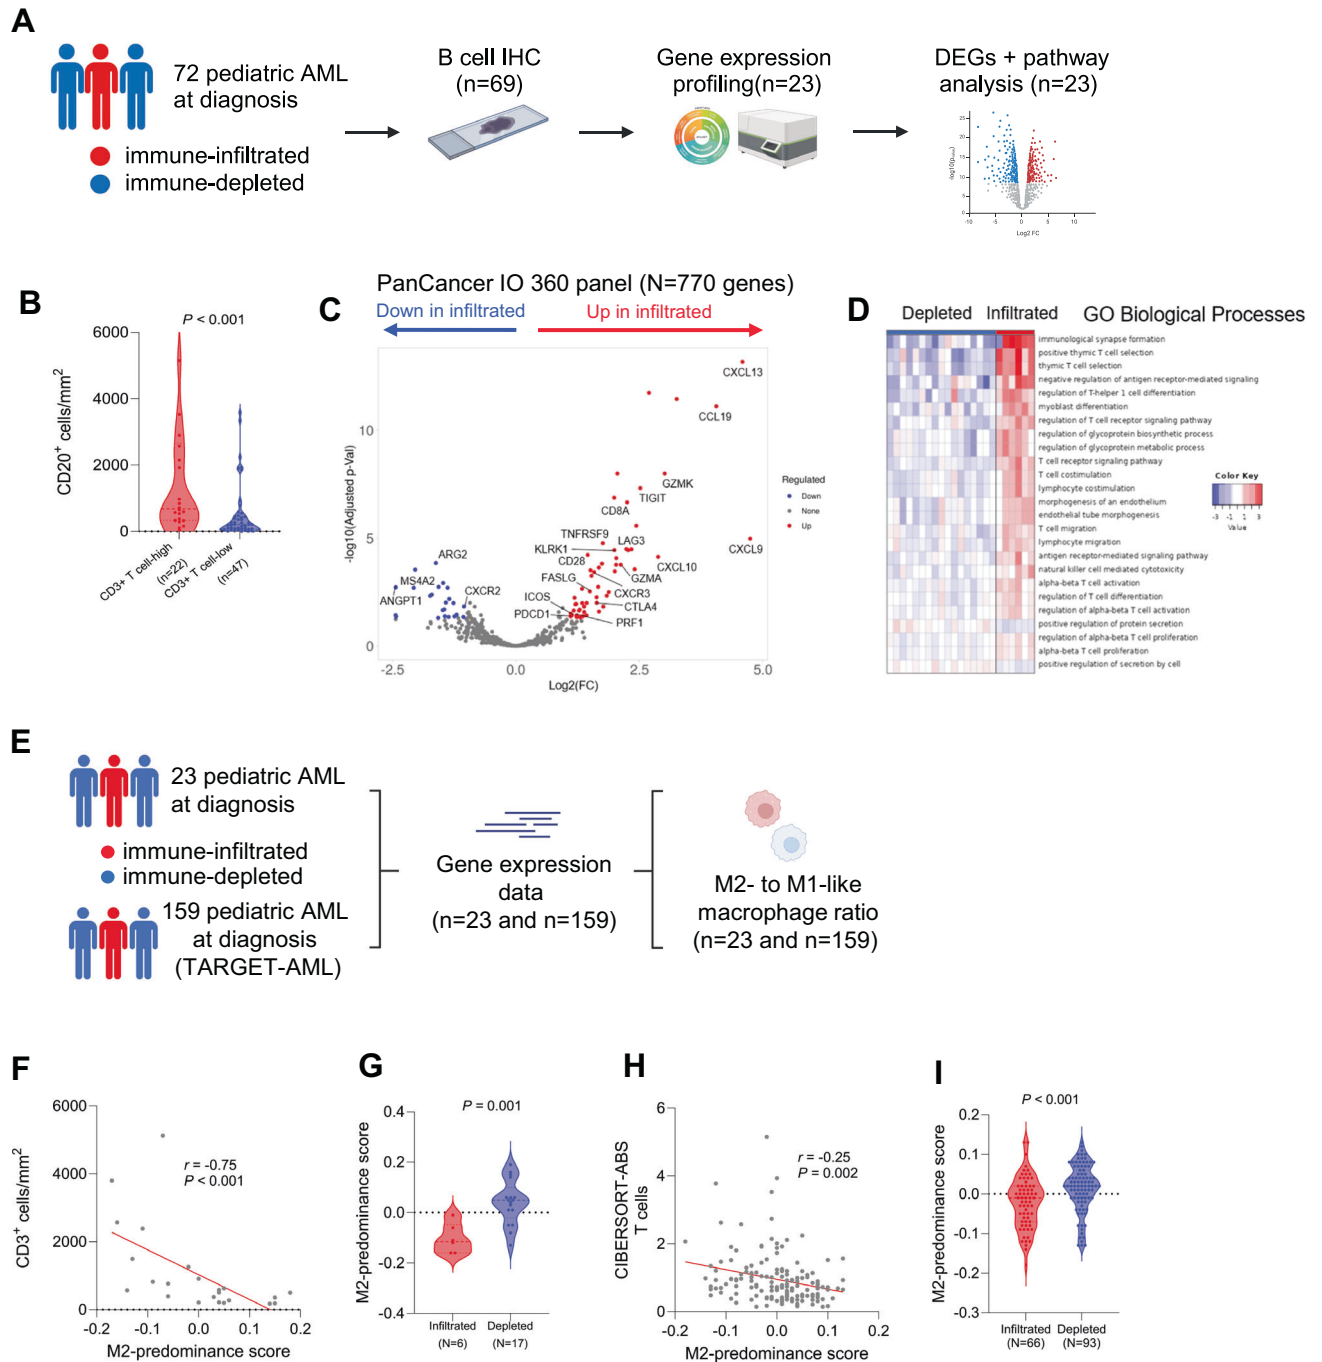 A
72 pediatric AML
at diagnosis
immune-infiltrated
immune-depleted
B cell IHC
(n=69)
Gene expression
profiling(n=23)
DEGs + pathway
analysis (n=23)
25
20
15
10
5
0
-10
-5
0
5
10
Log2 FC
B
P < 0.001
6000
4000
2000
0
CD20+ cells/mm2
CD3+ T cell-high
(n=22)
CD3+ T cell-low
(n=47)
C
PanCancer IO 360 panel (N=770 genes)
Down in infiltrated
Up in infiltrated
CXCL13
CCL19
GZMK
TIGIT
CD8A
TNFRSF9
LAG3
KLRK1
CD28
CXCL9
CXCL10
GZMA
FASLG
CXCR3
ICOS
CTLA4
PDCD1
PRF1
ARG2
MS4A2
ANGPT1
CXCR2
10
5
0
-2.5
0.0
2.5
5.0
-log10(Adjusted p-Val)
Log2(FC)
Regulated
Down
None
Up
D
Depleted
Infiltrated
GO Biological Processes
immunological synapse formation
positive thymic T cell selection
thymic T cell selection
negative regulation of antigen receptor-mediated signaling
regulation of T-helper 1 cell differentiation
myoblast differentiation
regulation of T cell receptor signaling pathway
regulation of glycoprotein biosynthetic process
regulation of glycoprotein metabolic process
T cell receptor signaling pathway
T cell costimulation
lymphocyte costimulation
morphogenesis of an endothelium
endothelial tube morphogenesis
T cell migration
lymphocyte migration
antigen receptor-mediated signaling pathway
natural killer cell mediated cytotoxicity
alpha-beta T cell activation
regulation of T cell differentiation
regulation of alpha-beta T cell activation
positive regulation of protein secretion
regulation of alpha-beta T cell proliferation
alpha-beta T cell proliferation
positive regulation of secretion by cell
Color Key
-3 -1 1 3
Value
E
23 pediatric AML
at diagnosis
immune-infiltrated
immune-depleted
159 pediatric AML
at diagnosis
(TARGET-AML)
Gene expression
data
(n=23 and n=159)
M2- to M1-like
macrophage ratio
(n=23 and n=159)
F
6000
4000
2000
0
CD3+ cells/mm2
r = -0.75
P < 0.001
-0.2
-0.1
0.0
0.1
0.2
M2-predominance score
G
P = 0.001
0.4
0.2
0.0
-0.2
-0.4
M2-predominance score
Infiltrated
(N=6)
Depleted
(N=17)
H
6
4
2
0
CIBERSORT-ABS
T cells
r = -0.25
P = 0.002
-0.2
-0.1
0.0
0.1
0.2
M2-predominance score
I
P < 0.001
0.2
0.1
0.0
-0.1
-0.2
-0.3
M2-predominance score
Infiltrated
(N=66)
Depleted
(N=93)